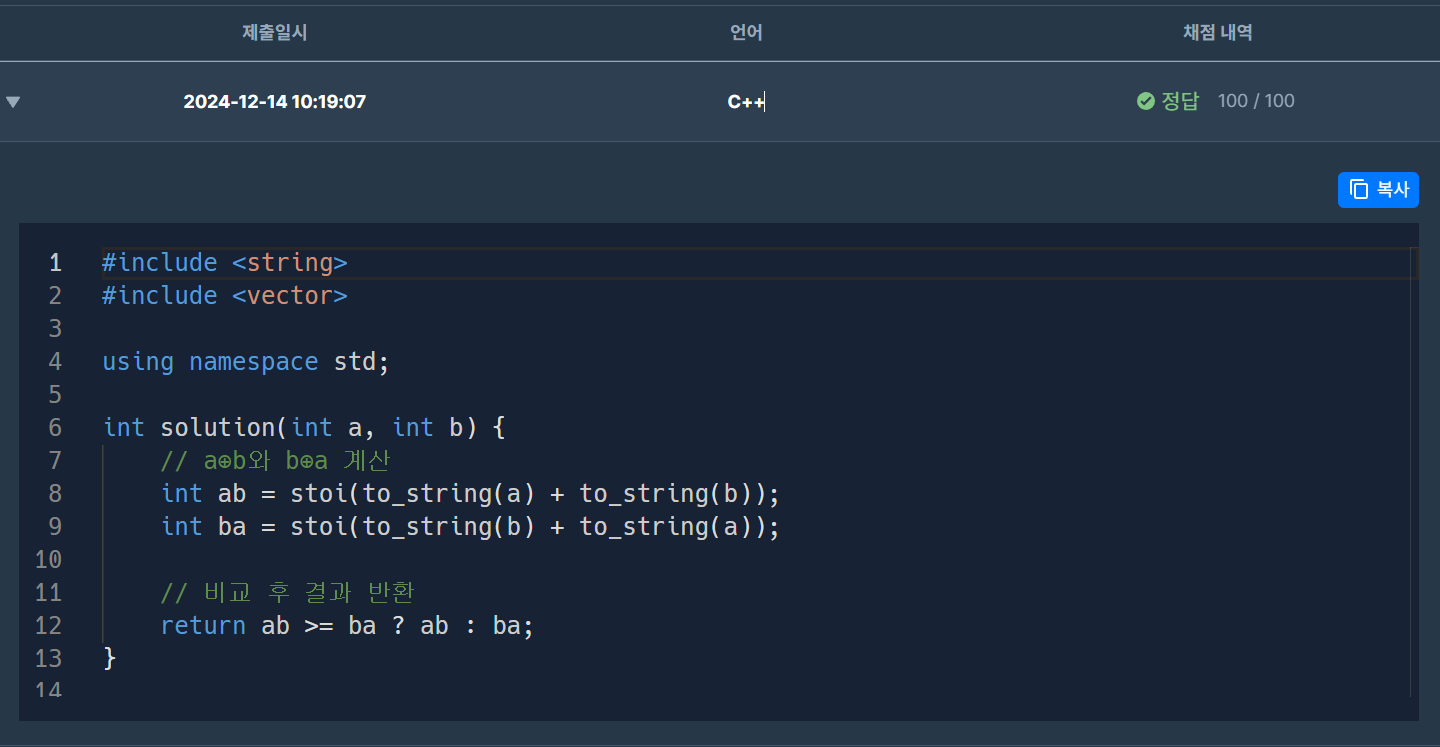 제출일시 언어 채점 내역
2024-12-14 10:19:07 C++ 정답 100 / 100
복사
1 #include <string>
2 #include <vector>
3
4 using namespace std;
5
6 int solution(int a, int b) {
7     // a⊕b와 b⊕a 계산
8     int ab = stoi(to_string(a) + to_string(b));
9     int ba = stoi(to_string(b) + to_string(a));
10
11     // 비교 후 결과 반환
12     return ab >= ba ? ab : ba;
13 }
14